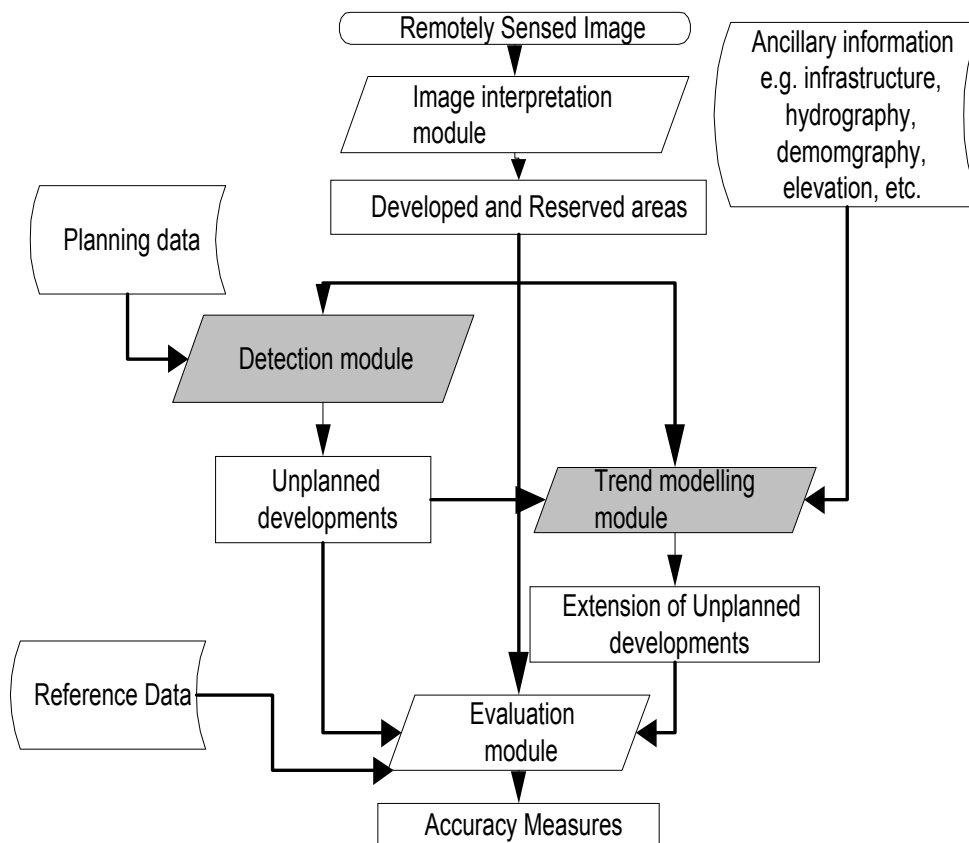 Remotely Sensed Image
Ancillary information
e.g. infrastructure,
hydrography,
demomgraphy,
elevation, etc.
Image interpretation
module
Developed and Reserved areas
Planning data
Detection module
Unplanned
developments
Trend modelling
module
Extension of Unplanned
developments
Reference Data
Evaluation
module
Accuracy Measures